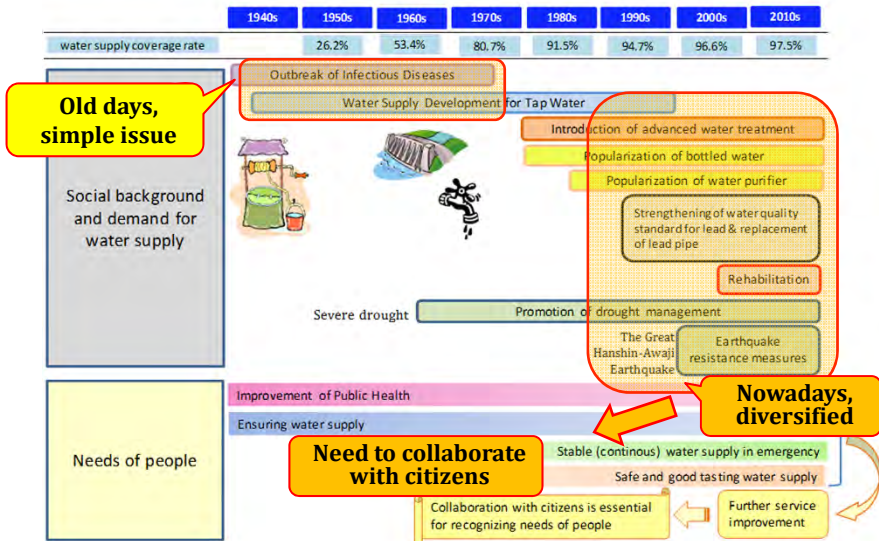 1940s 1950s 1960s 1970s 1980s 1990s 2000s 2010s
water supply coverage rate 26.2% 53.4% 80.7% 91.5% 94.7% 96.6% 97.5%
Outbreak of Infectious Diseases
Old days,
simple issue
Water Supply Development for Tap Water
Introduction of advanced water treatment
Popularization of bottled water
Popularization of water purifier
Social background
and demand for
water supply
Strengthening of water quality
standard for lead & replacement
of lead pipe
Rehabilitation
Severe drought
Promotion of drought management
The Great
Hanshin-Awaji
Earthquake
Earthquake
resistance measures
Nowadays,
diversified
Needs of people
Improvement of Public Health
Ensuring water supply
Need to collaborate
with citizens
Stable (continous) water supply in emergency
Safe and good tasting water supply
Collaboration with citizens is essential
for recognizing needs of people
Further service
improvement